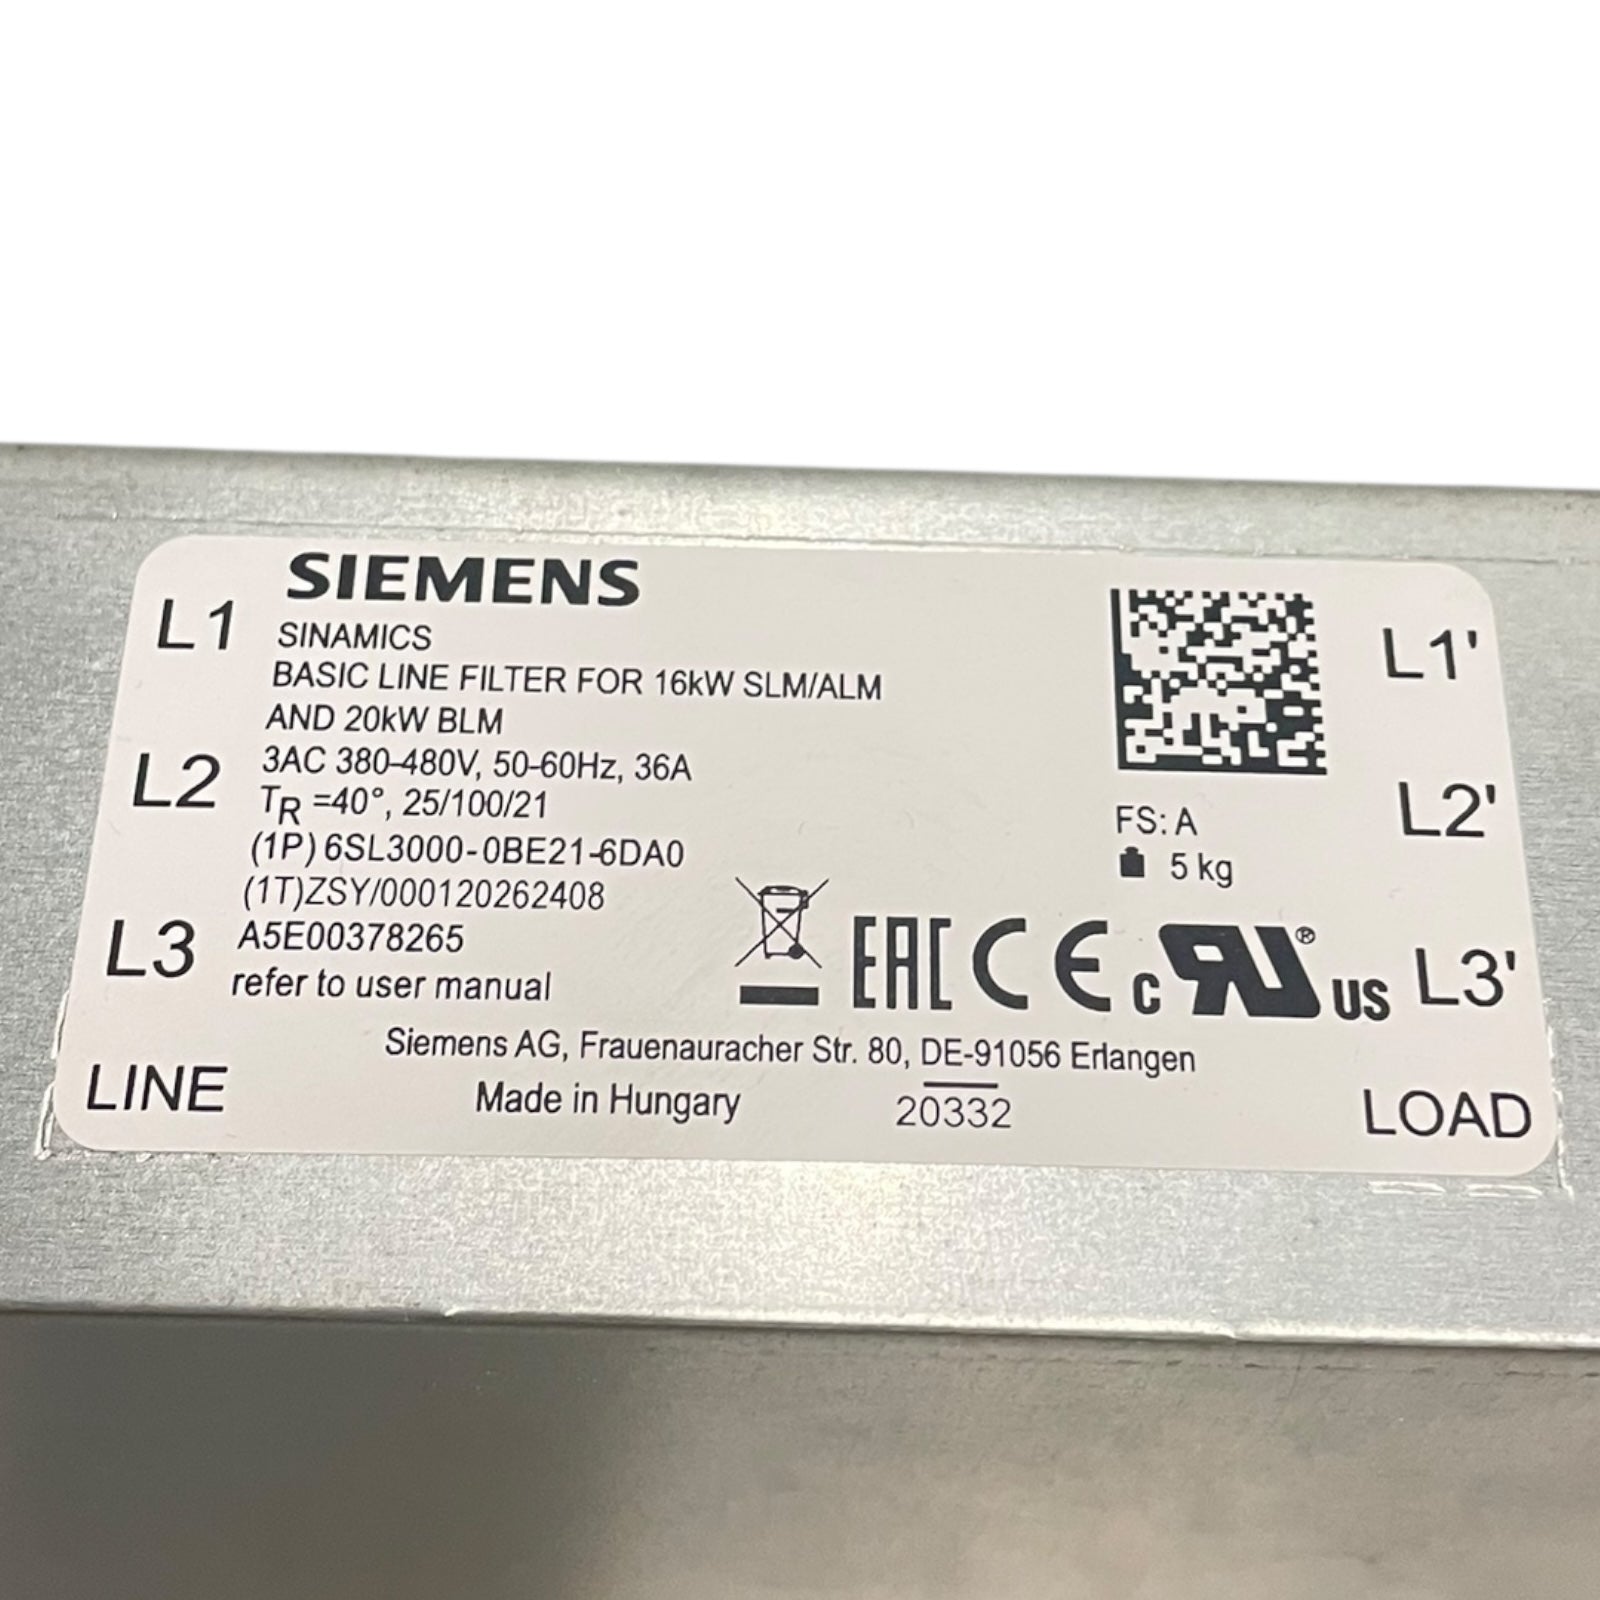 SIEMENS
L1
SINAMICS
BASIC LINE FILTER FOR 16kW SLM/ALM
AND 20kW BLM
L2
3AC 380-480V, 50-60Hz, 36A
TR =40°, 25/100/21
(1P) 6SL3000-0BE21-6DA0
(1T)ZSY/000120262408
L3
A5E00378265
refer to user manual
L1'
L2'
FS: A
5 kg
EAC CE c RU ® US
L3'
Siemens AG, Frauenauracher Str. 80, DE-91056 Erlangen
LINE
Made in Hungary
20332
LOAD